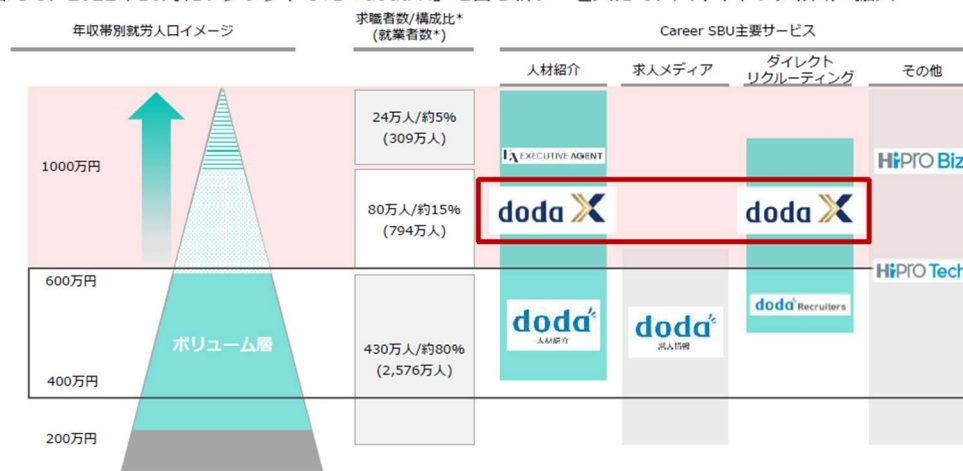 年収帯別就労人口イメージ
求職者数/構成比*
(就業者数*)
Career SBU主要サービス
人材紹介
求人メディア
ダイレクト
リクルーティング
その他
24万人/約5%
(309万人)
EXECUTIVE AGENT
HiPRO Biz
1000万円
80万人/約15%
(794万人)
doda X
doda X
600万円
HiPRO Tech
ボリューム層
430万人/約80%
(2,576万人)
doda
人材紹介
doda
求人情報
doda Recruiters
400万円
200万円